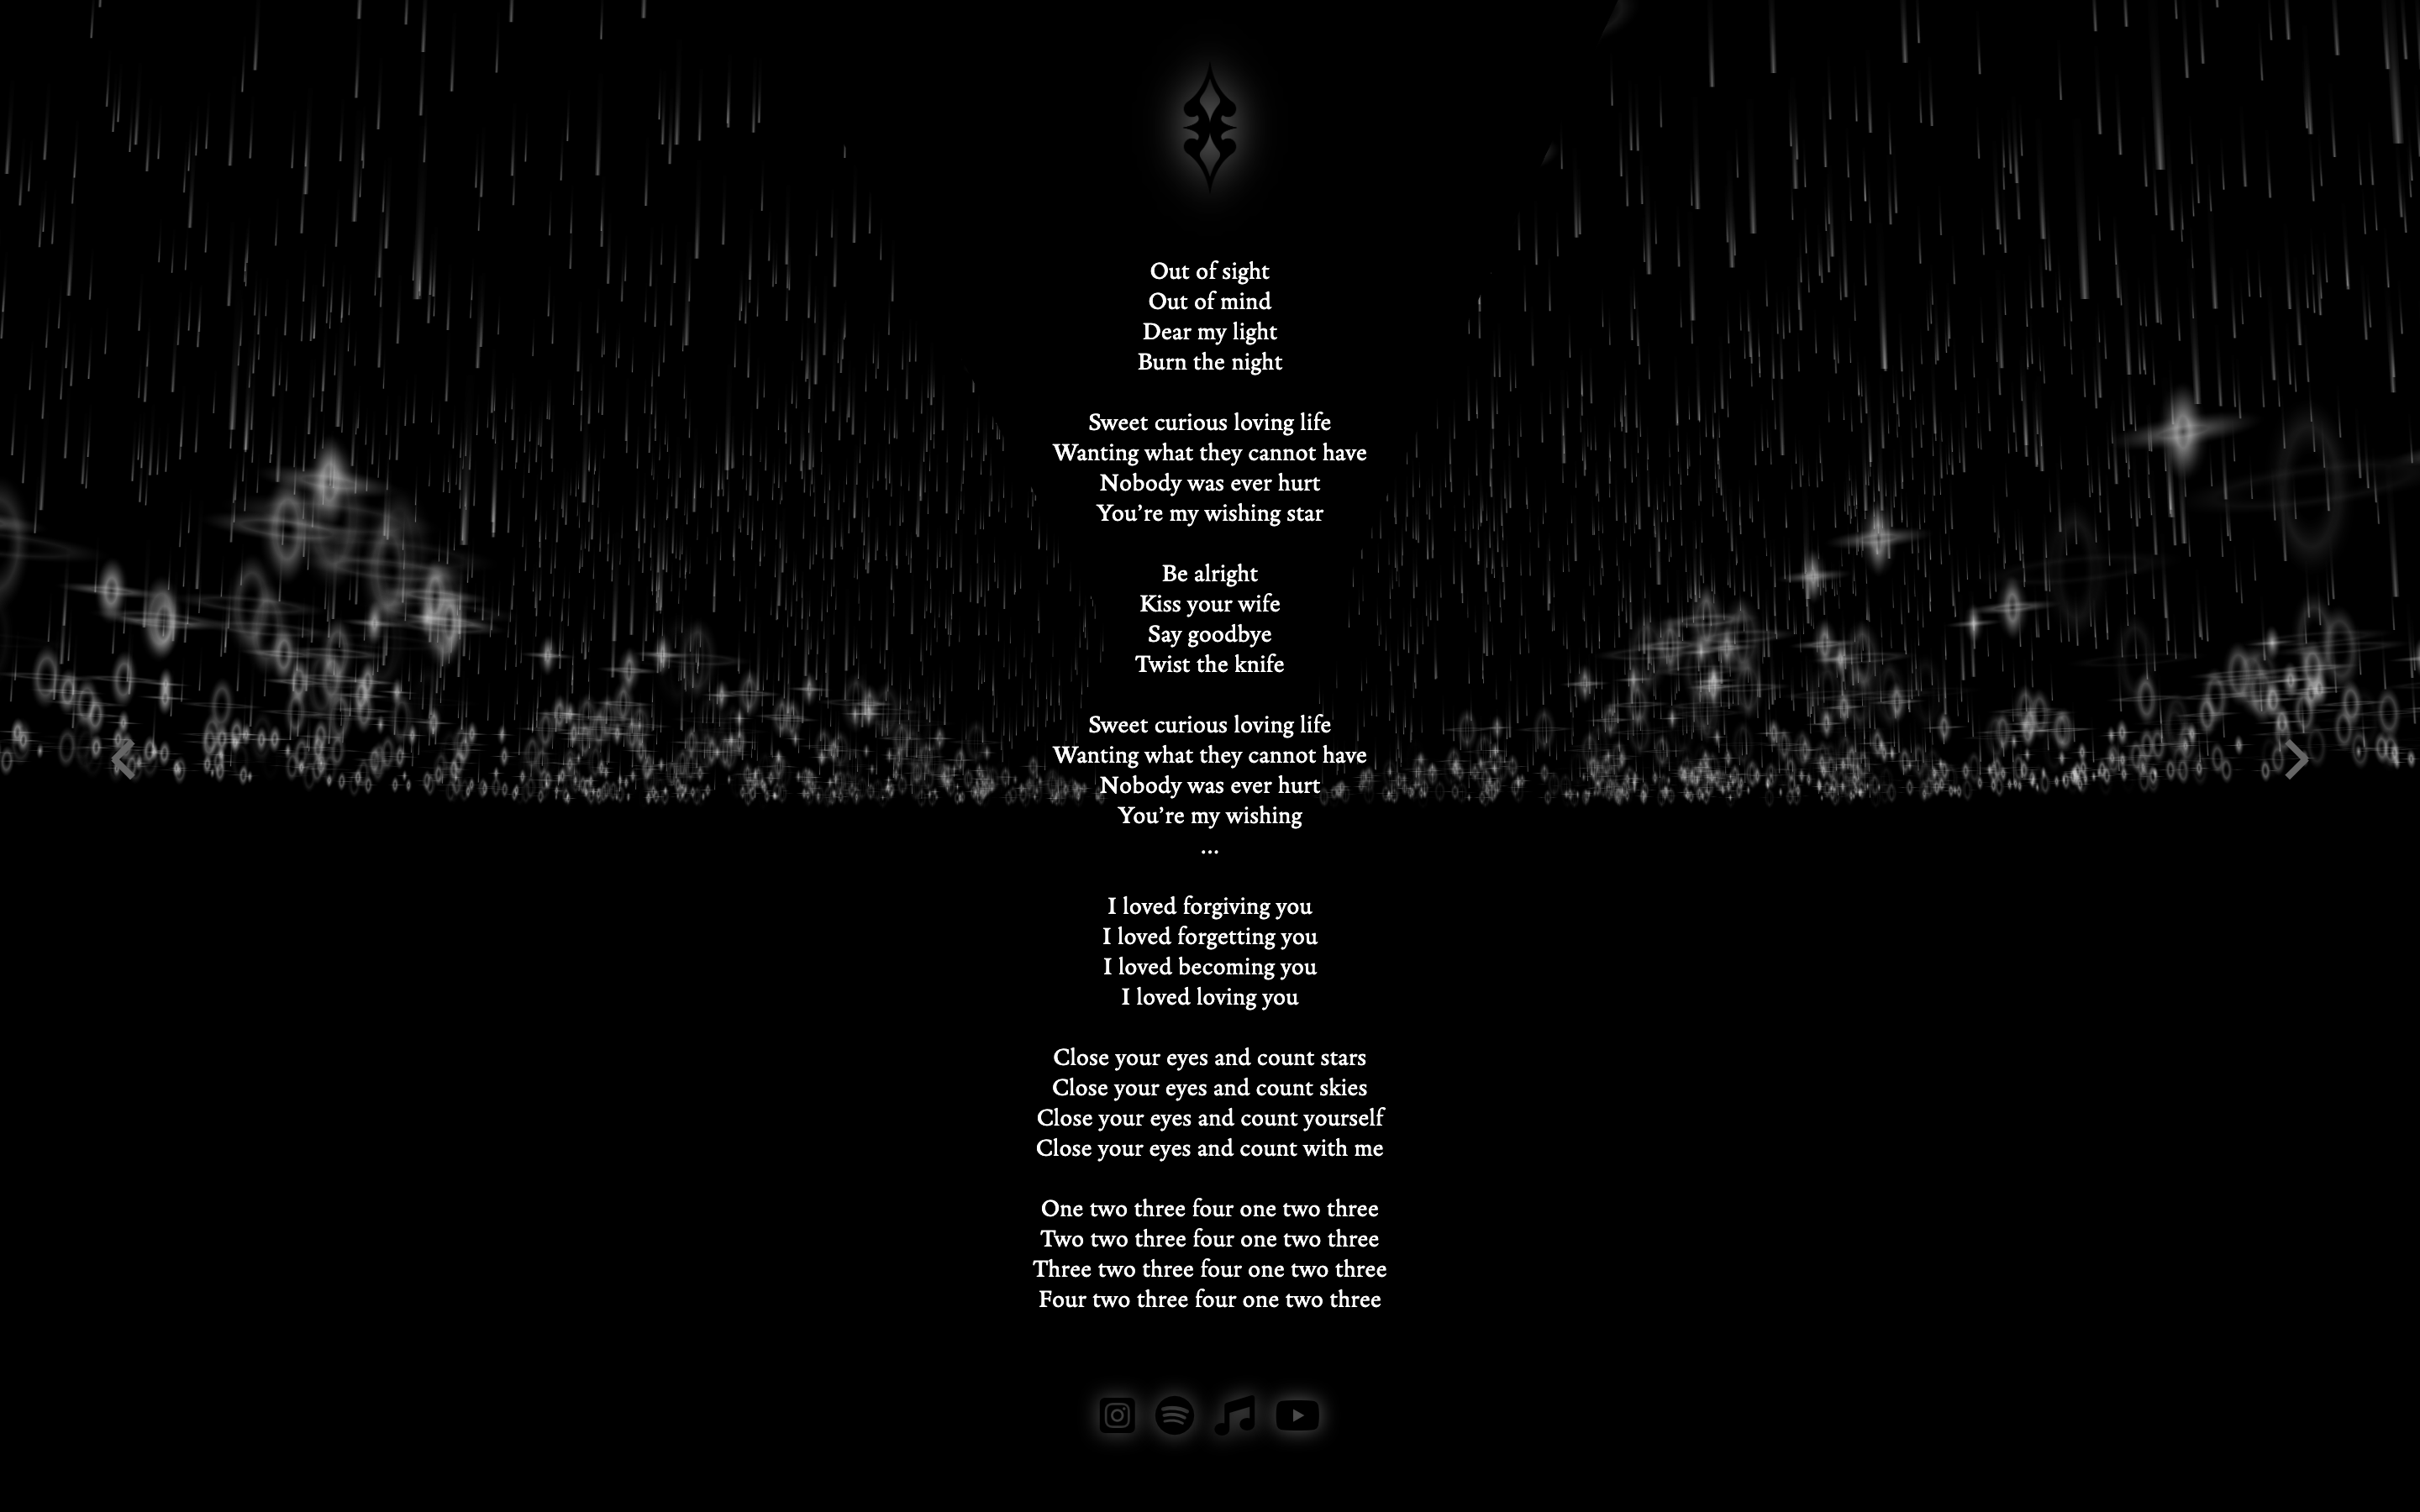 Out of sight
Out of mind
Dear my light
Burn the night
Sweet curious loving life
Wanting what they cannot have
Nobody was ever hurt
You’re my wishing star
Be alright
Kiss your wife
Say goodbye
Twist the knife
Sweet curious loving life
Wanting what they cannot have
Nobody was ever hurt
You’re my wishing
...
I loved forgiving you
I loved forgetting you
I loved becoming you
I loved loving you
Close your eyes and count stars
Close your eyes and count skies
Close your eyes and count yourself
Close your eyes and count with me
One two three four one two three
Two two three four one two three
Three two three four one two three
Four two three four one two three